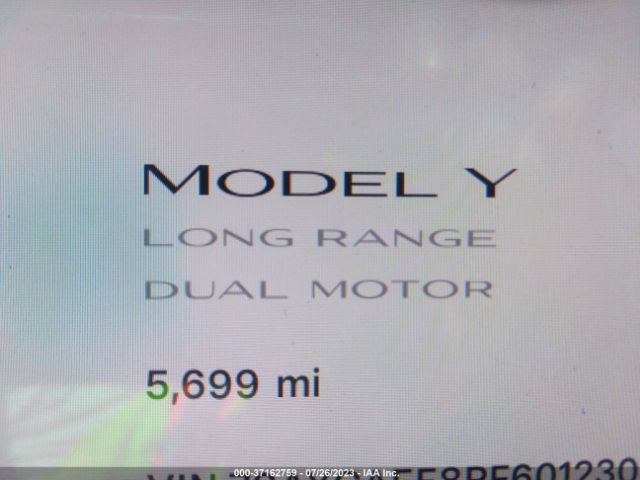 MODEL Y
LONG RANGE
DUAL MOTOR
5,699 mi
000-37162759 - 07/26/2023 - IAA Inc.